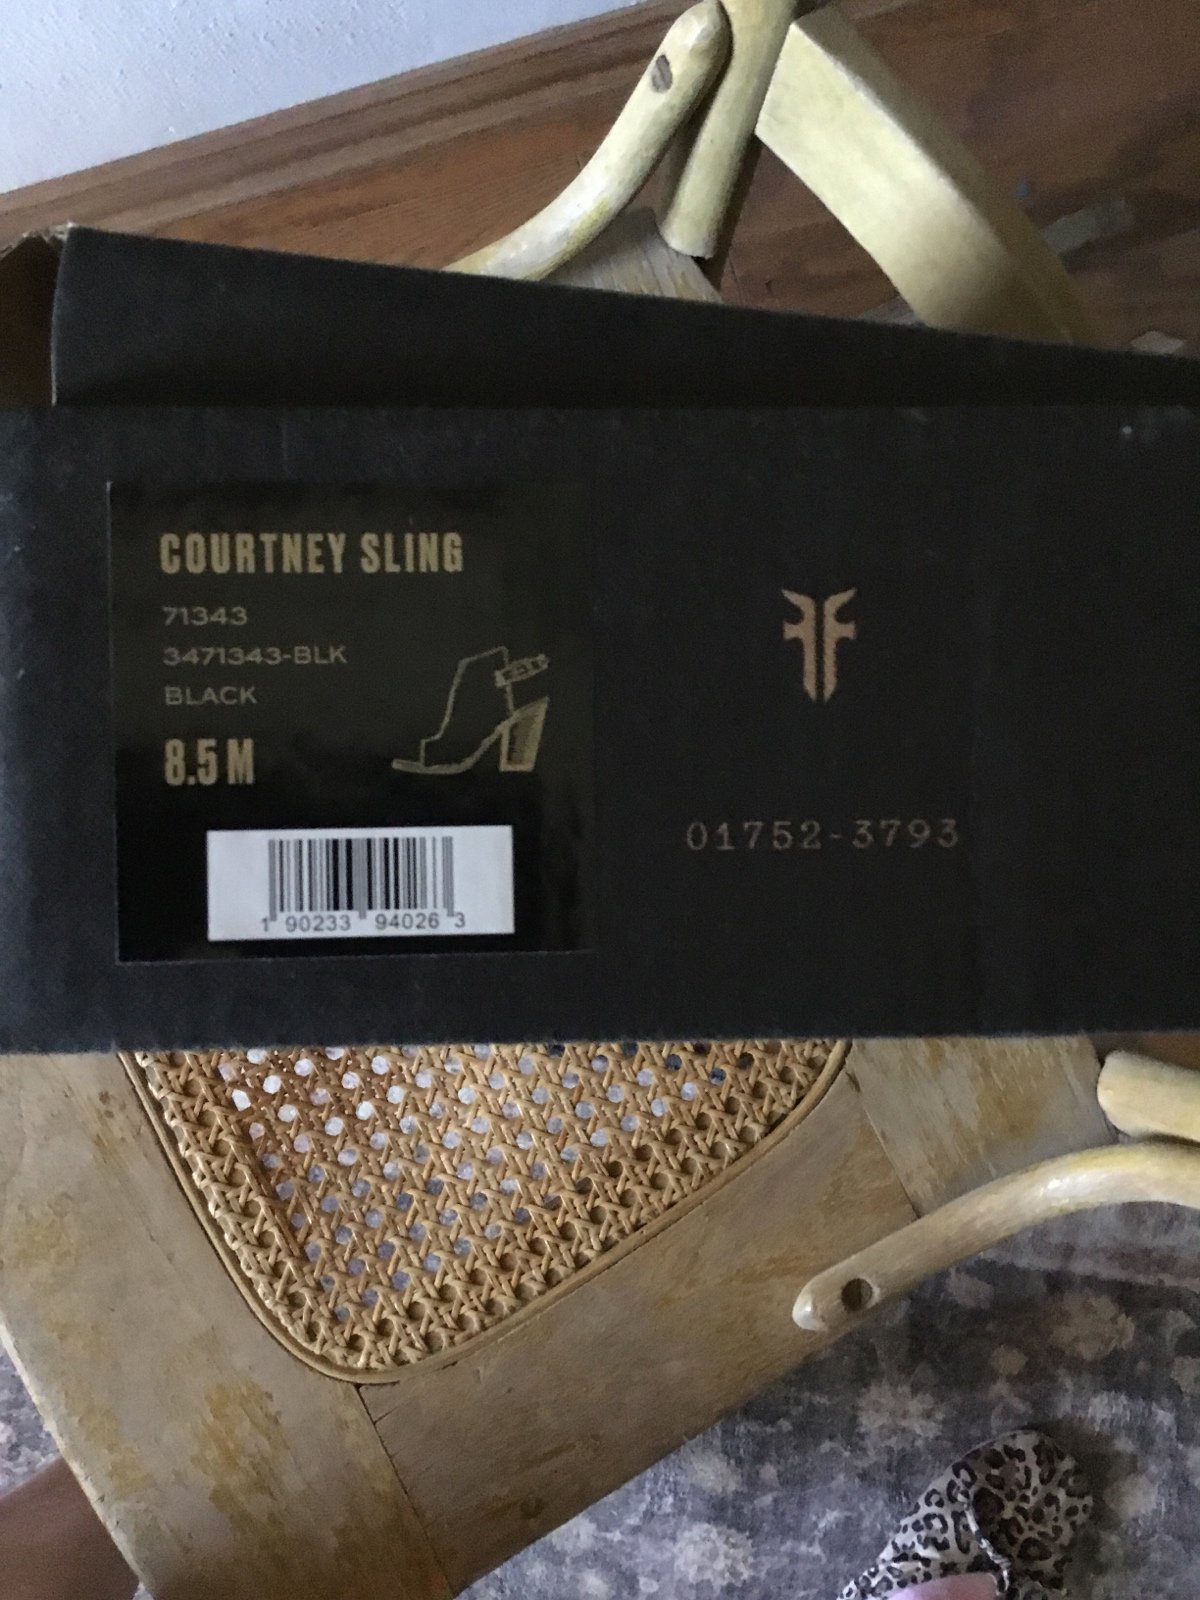 COURTNEY SLING
71343
3471343-BLK
BLACK
8.5 M
1 90233 94026 3
01752-3793